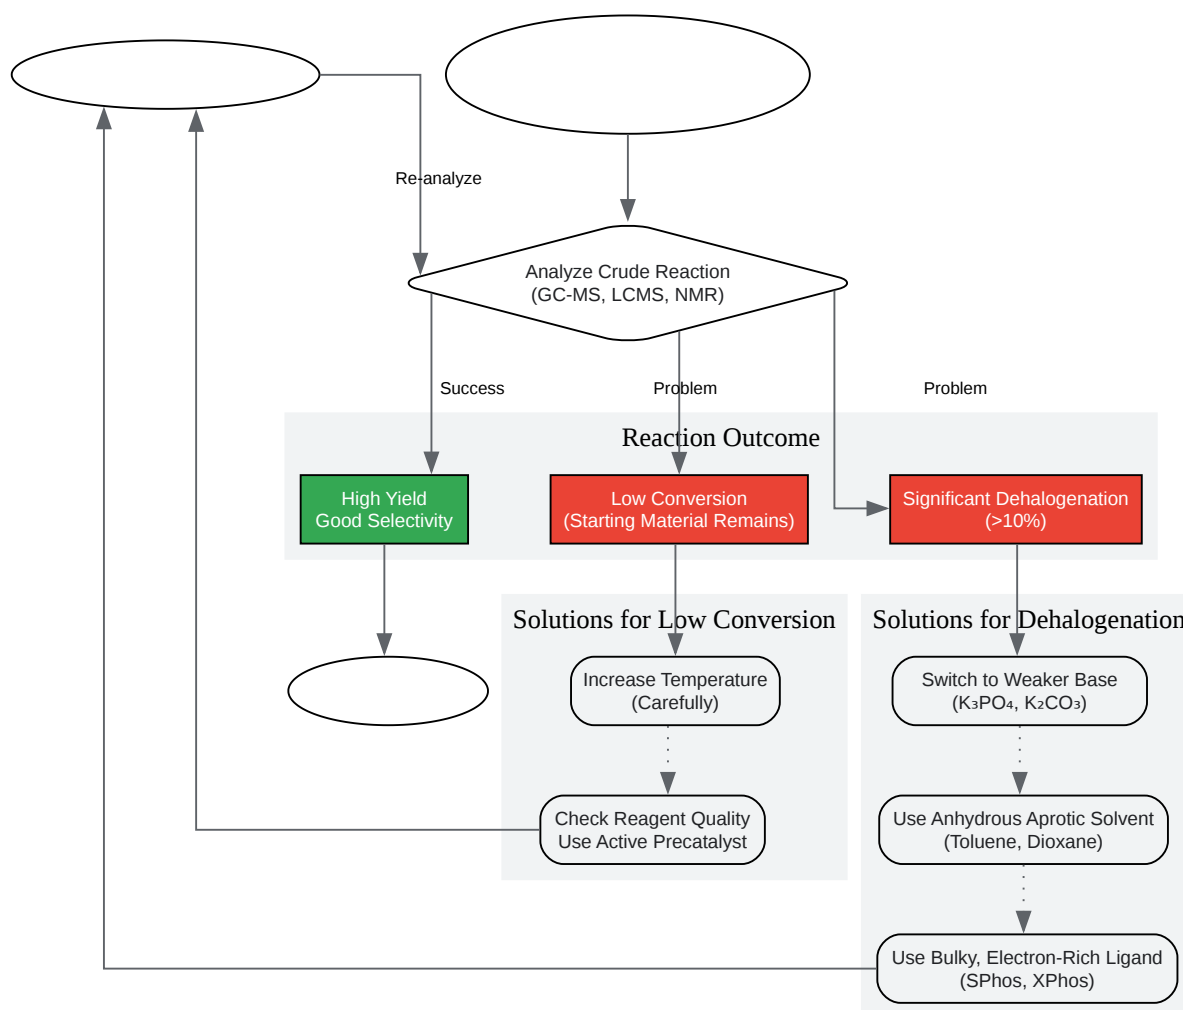 Re-analyze
Analyze Crude Reaction
(GC-MS, LCMS, NMR)
Success
Problem
Problem
Reaction Outcome
High Yield
Good Selectivity
Low Conversion
(Starting Material Remains)
Significant Dehalogenation
(>10%)
Solutions for Low Conversion
Solutions for Dehalogenation
Increase Temperature
(Carefully)
Switch to Weaker Base
(K₃PO₄, K₂CO₃)
Check Reagent Quality
Use Active Precatalyst
Use Anhydrous Aprotic Solvent
(Toluene, Dioxane)
Use Bulky, Electron-Rich Ligand
(SPhos, XPhos)